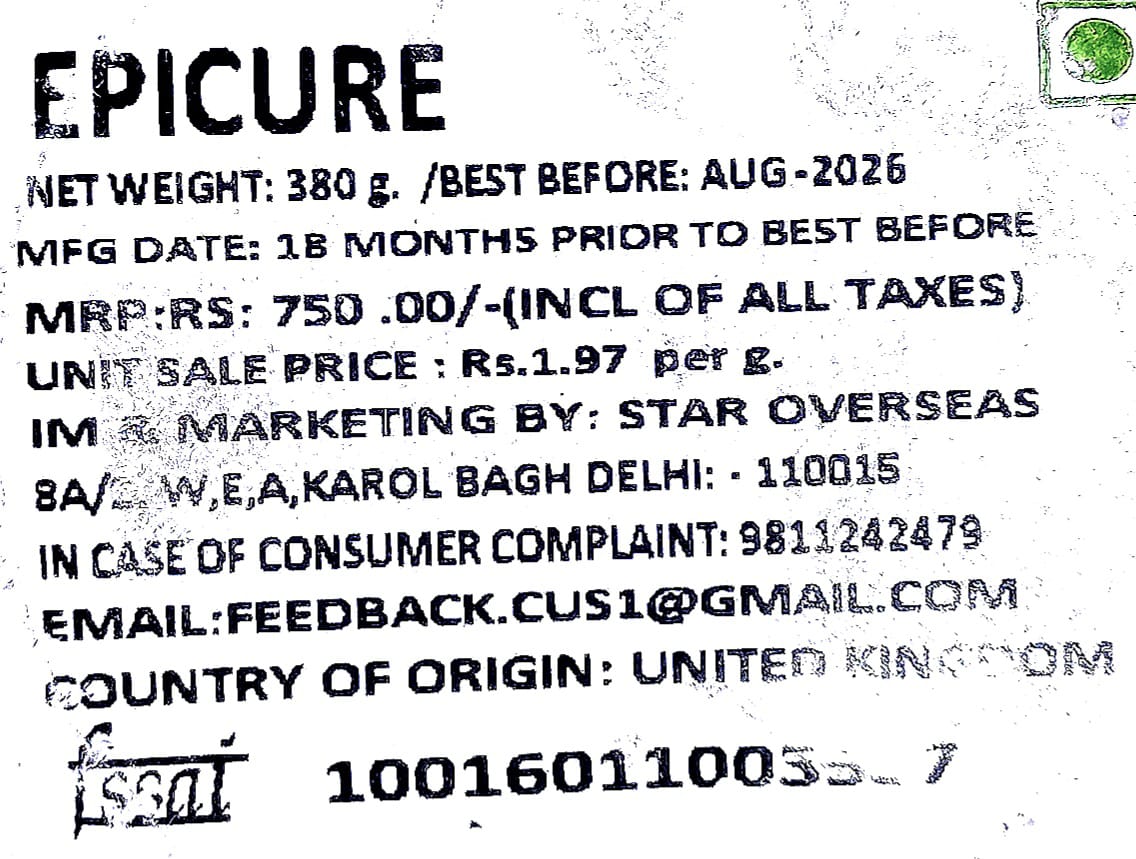 EPICURE
NET WEIGHT: 380 g. /BEST BEFORE: AUG-2026
MFG DATE: 18 MONTHS PRIOR TO BEST BEFORE
MRP:RS: 750 .00/-(INCL OF ALL TAXES)
UNIT SALE PRICE : Rs.1.97 per g.
IM & MARKETING BY: STAR OVERSEAS
W,E,A,KAROL BAGH DELHI: - 110015
IN CASE OF CONSUMER COMPLAINT: 9811242479
EMAIL:FEEDBACK.CUS1@GMAIL.COM
COUNTRY OF ORIGIN: UNITED KINGDOM
fssai